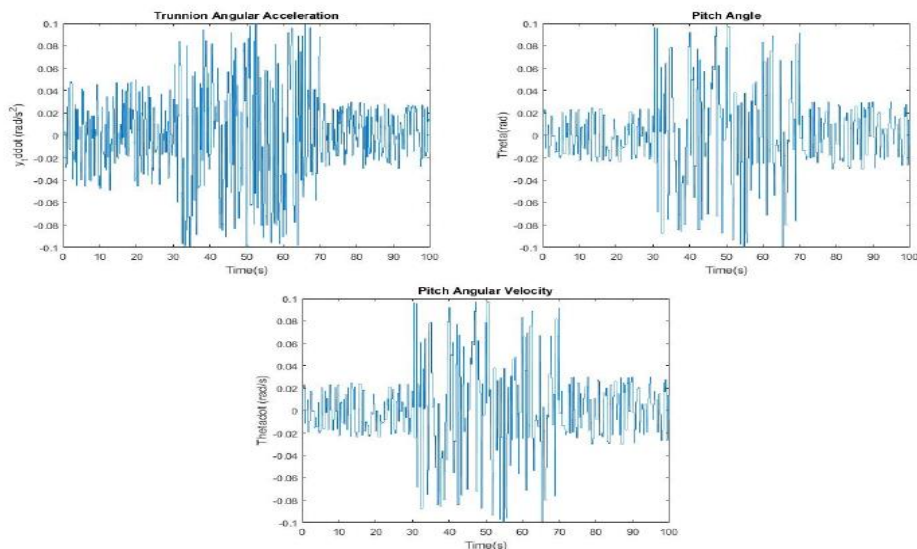 Trunnion Angular Acceleration
0.1
0.08
0.06
0.04
0.02
0
-0.02
-0.04
-0.06
-0.08
-0.1
y,ddot (rad/s²)
0 10 20 30 40 50 60 70 80 90 100
Time(s)
Pitch Angle
0.1
0.08
0.06
0.04
0.02
0
-0.02
-0.04
-0.06
-0.08
-0.1
Theta(rad)
0 10 20 30 40 50 60 70 80 90 100
Time(s)
Pitch Angular Velocity
0.1
0.08
0.06
0.04
0.02
0
-0.02
-0.04
-0.06
-0.08
-0.1
Thetadot (rad/s)
0 10 20 30 40 50 60 70 80 90 100
Time(s)